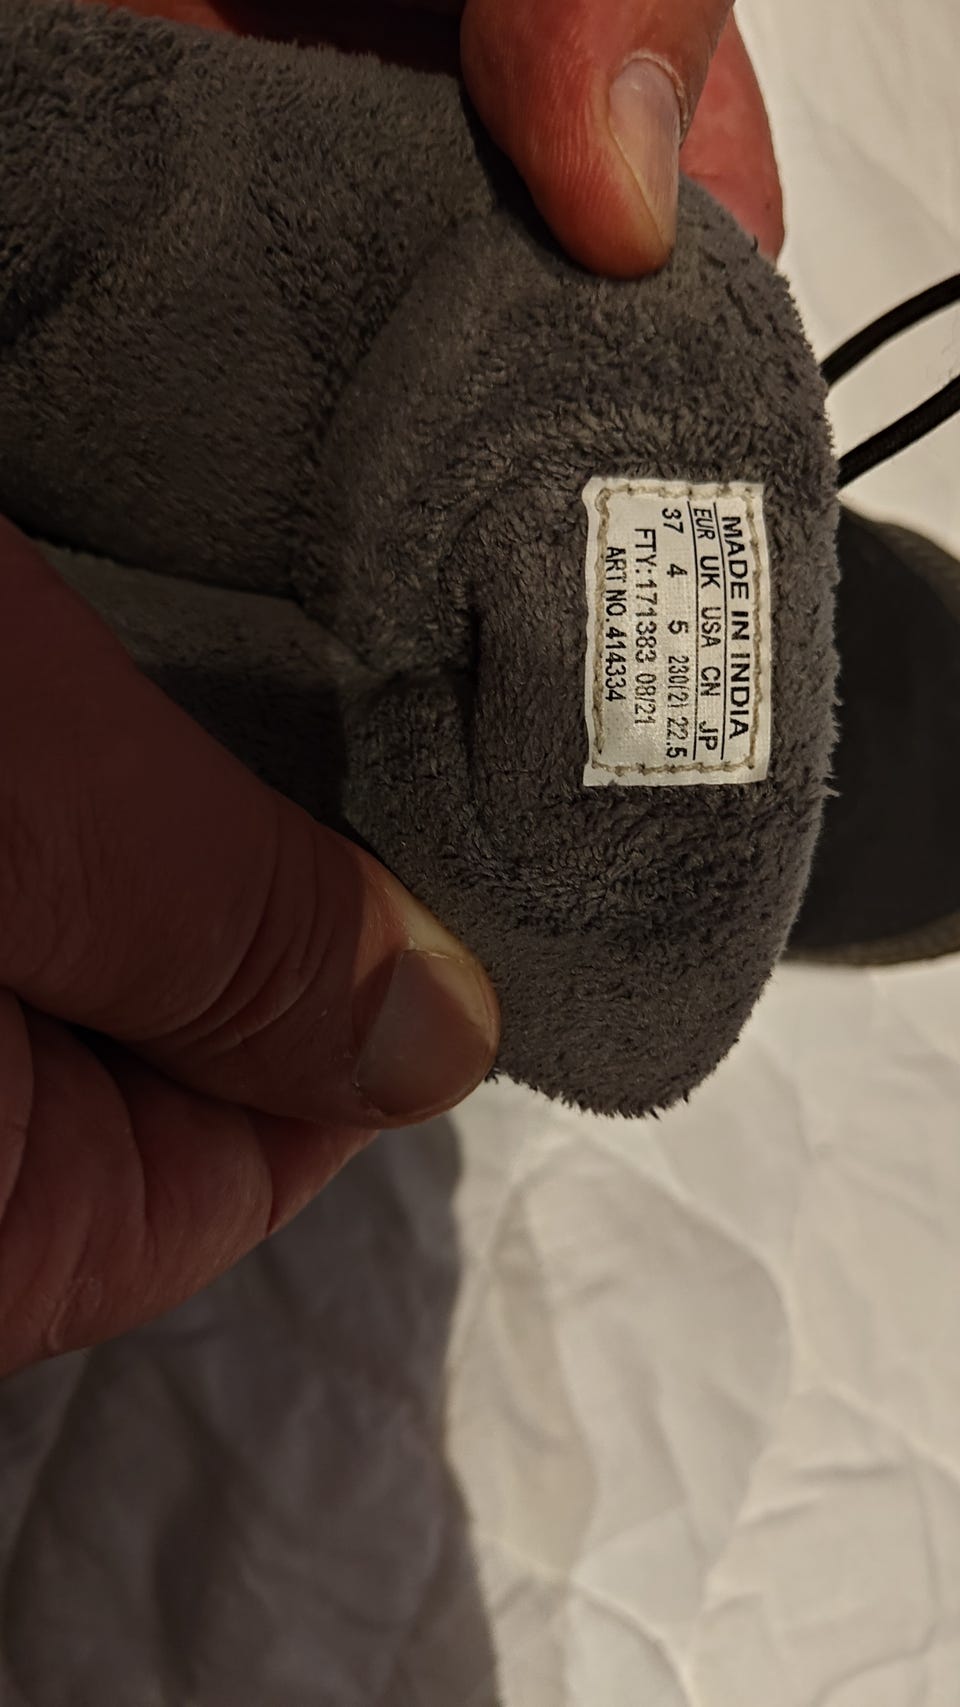 MADE IN INDIA
EUR UK USA CN JP
37 4 5 230(2) 22.5
FTY: 171383 08/21
ART NO. 414334